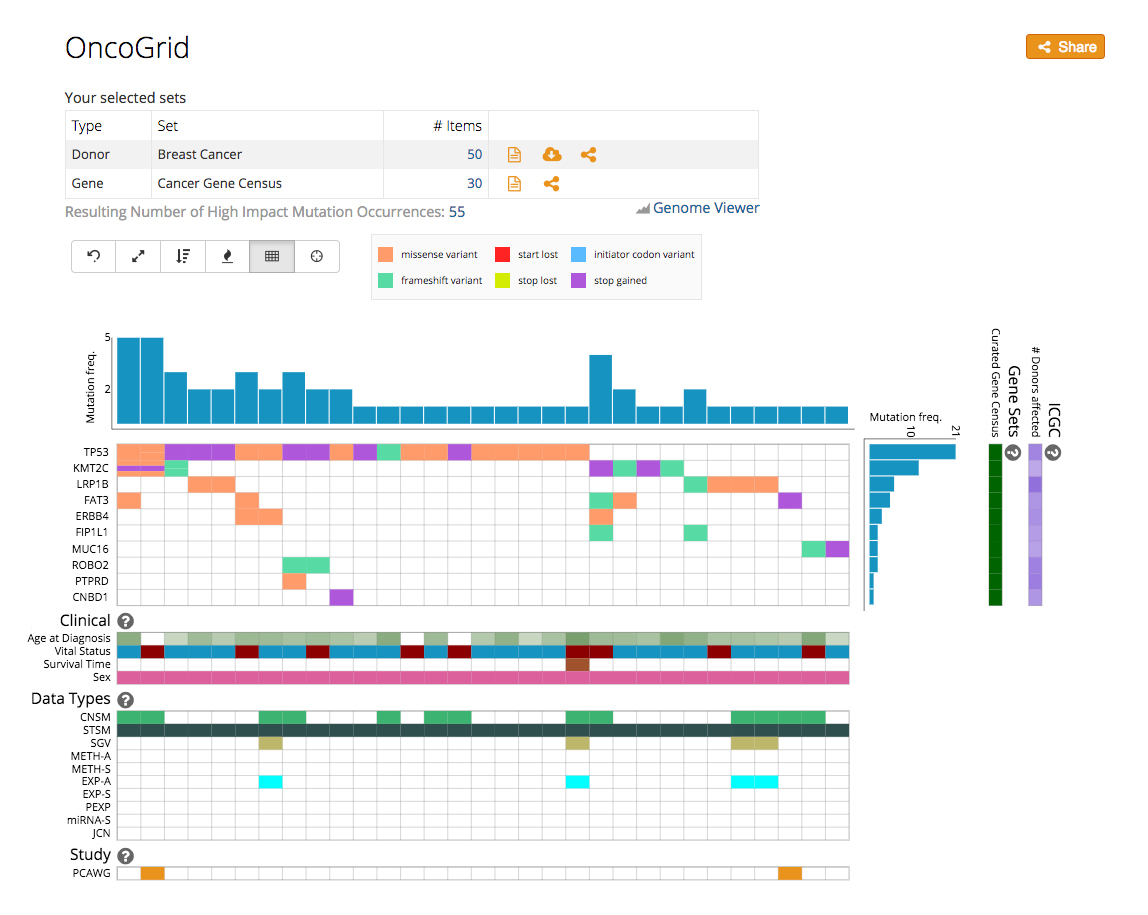 OncoGrid
Share
Your selected sets
Type Set # Items
Donor Breast Cancer 50
Gene Cancer Gene Census 30
Resulting Number of High Impact Mutation Occurrences: 55
Genome Viewer
missense variant start lost initiator codon variant
frameshift variant stop lost stop gained
Mutation freq.
5
2
Mutation freq.
10
21
Curated Gene Census
Gene Sets ?
# Donors affected
ICGC ?
TP53
KMT2C
LRP1B
FAT3
ERBB4
FIP1L1
MUC16
ROBO2
PTPRD
CNBD1
Clinical ?
Age at Diagnosis
Vital Status
Survival Time
Sex
Data Types ?
CNSM
STSM
SGV
METH-A
METH-S
EXP-A
EXP-S
PEXP
miRNA-S
JCN
Study ?
PCAWG